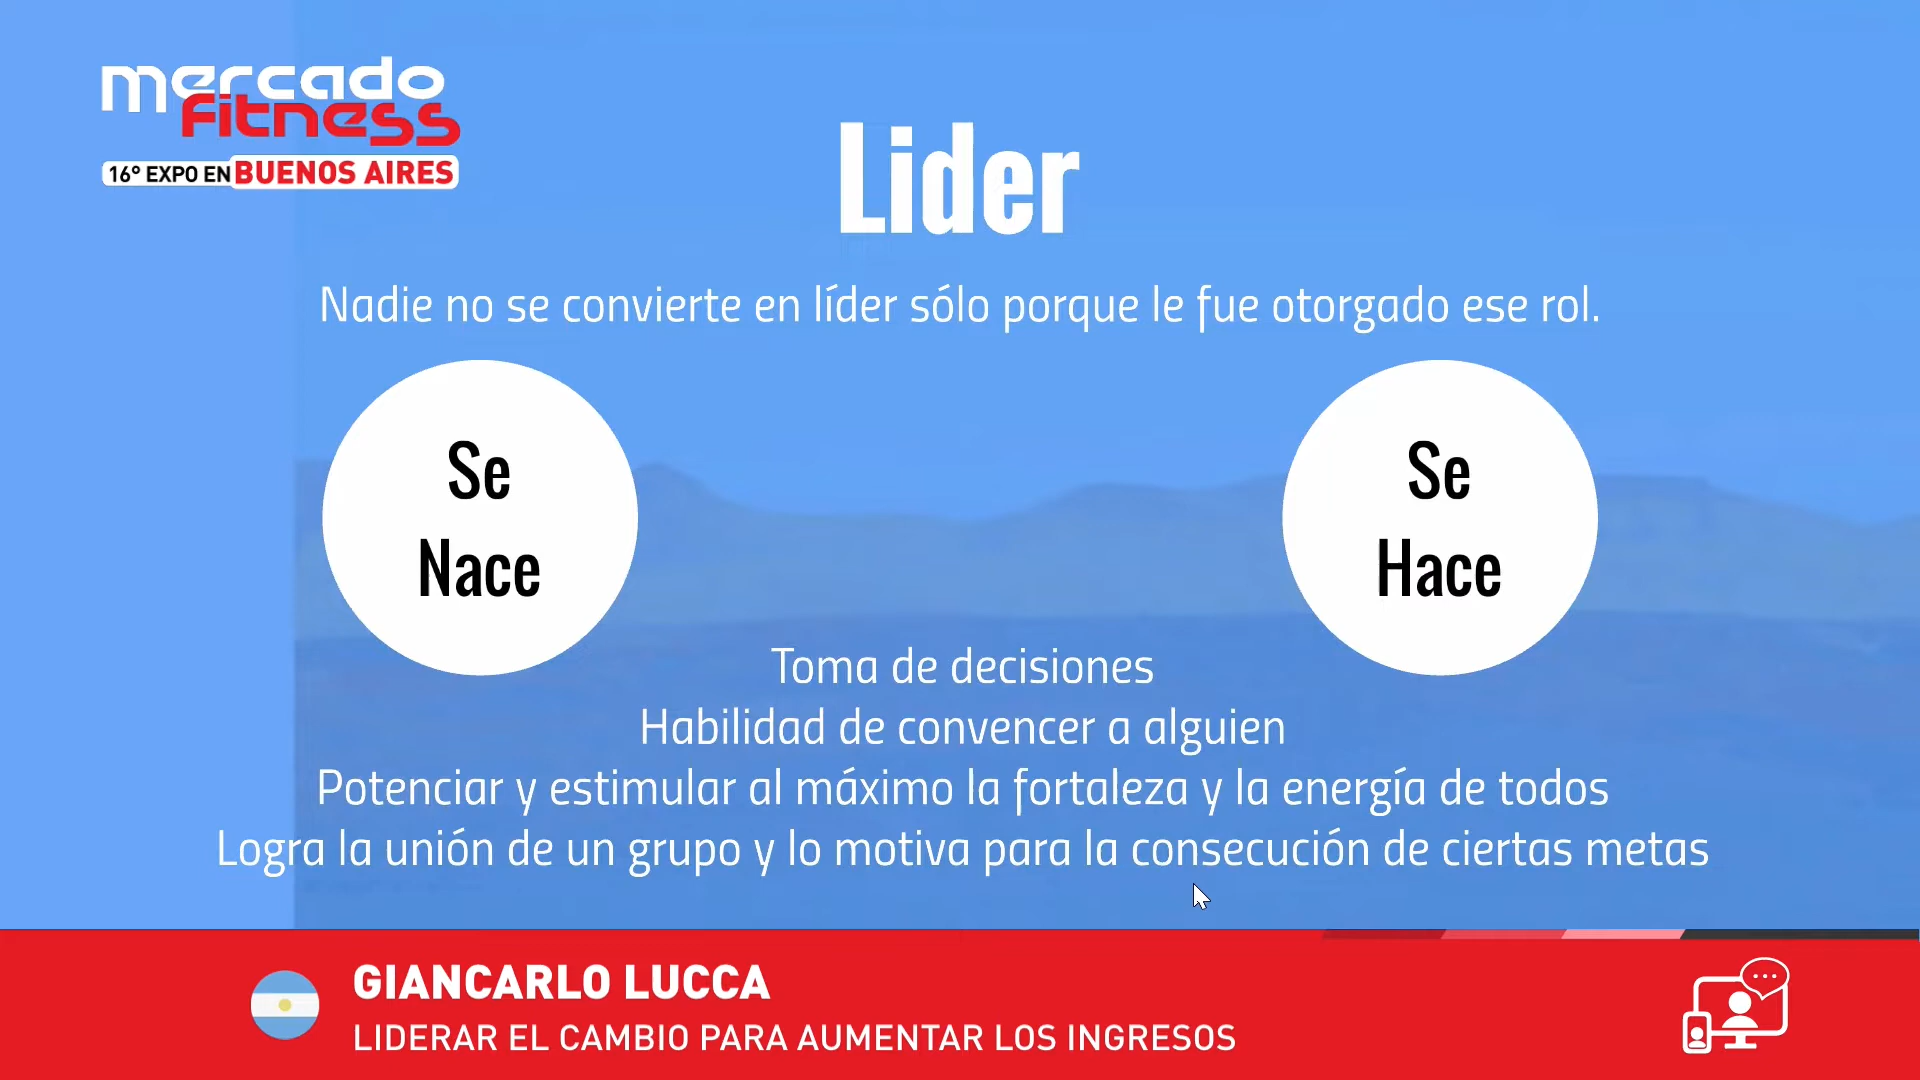 mercado
fitness
16º EXPO EN BUENOS AIRES
Lider
Nadie no se convierte en líder sólo porque le fue otorgado ese rol.
Se
Nace
Se
Hace
Toma de decisiones
Habilidad de convencer a alguien
Potenciar y estimular al máximo la fortaleza y la energía de todos
Logra la unión de un grupo y lo motiva para la consecución de ciertas metas
GIANCARLO LUCCA
LIDERAR EL CAMBIO PARA AUMENTAR LOS INGRESOS